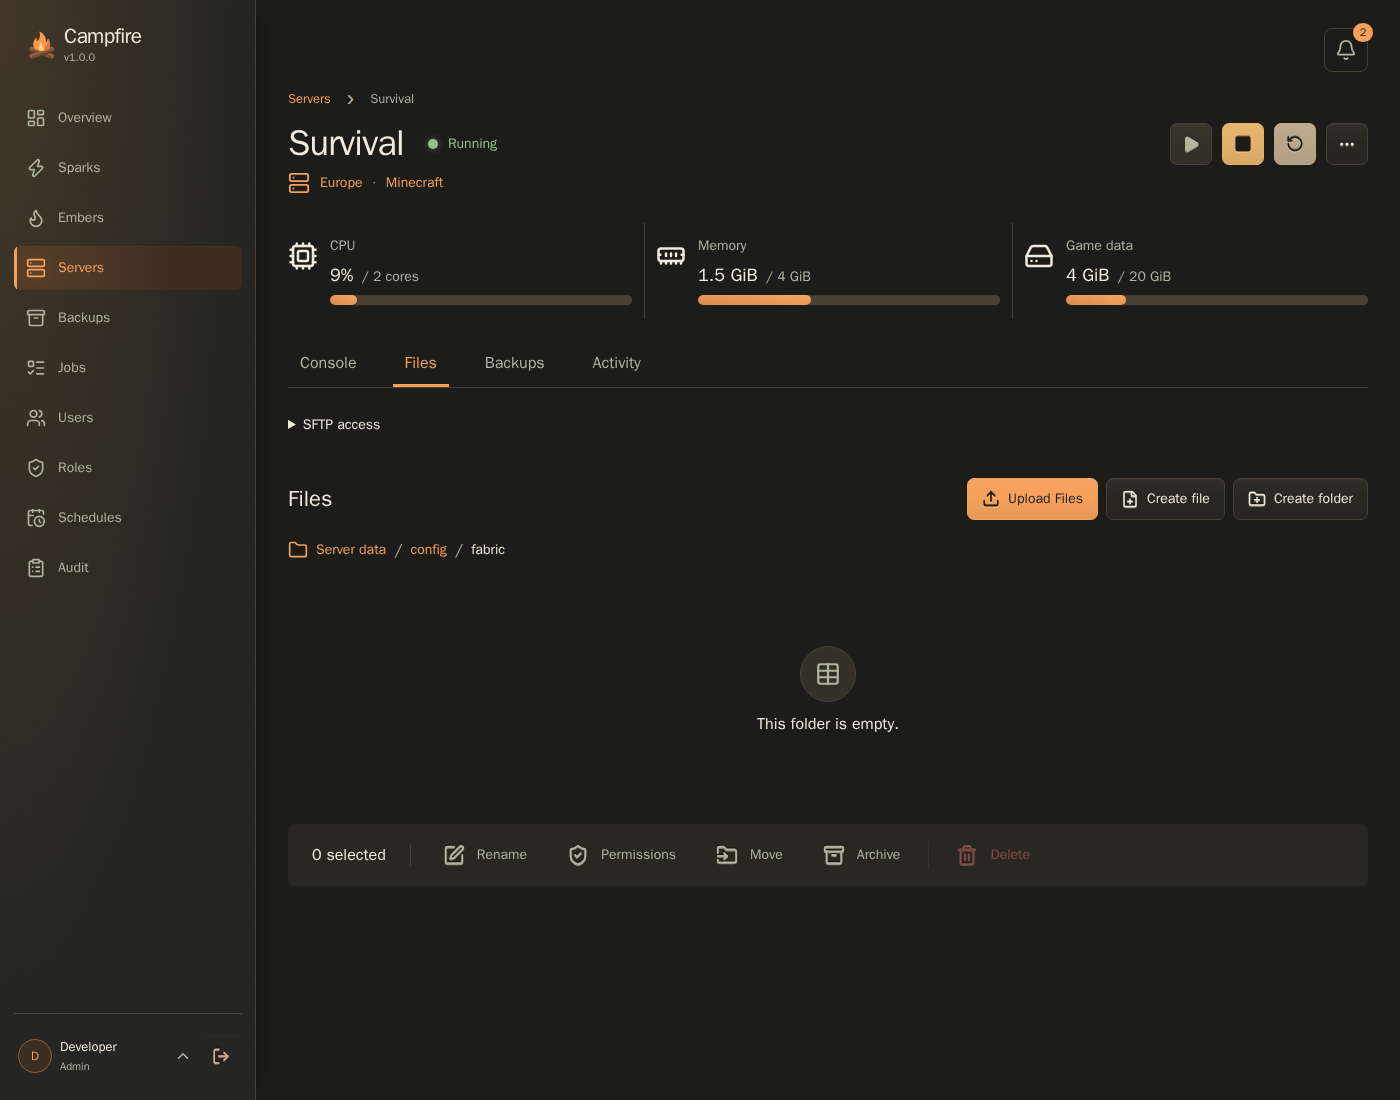 Campfire
v1.0.0
2
Overview
Sparks
Embers
Servers
Backups
Jobs
Users
Roles
Schedules
Audit
D
Developer
Admin
Servers > Survival
Survival
Running
Europe · Minecraft
CPU
9% / 2 cores
Memory
1.5 GiB / 4 GiB
Game data
4 GiB / 20 GiB
Console Files Backups Activity
SFTP access
Files
Upload Files Create file Create folder
Server data / config / fabric
This folder is empty.
0 selected Rename Permissions Move Archive Delete